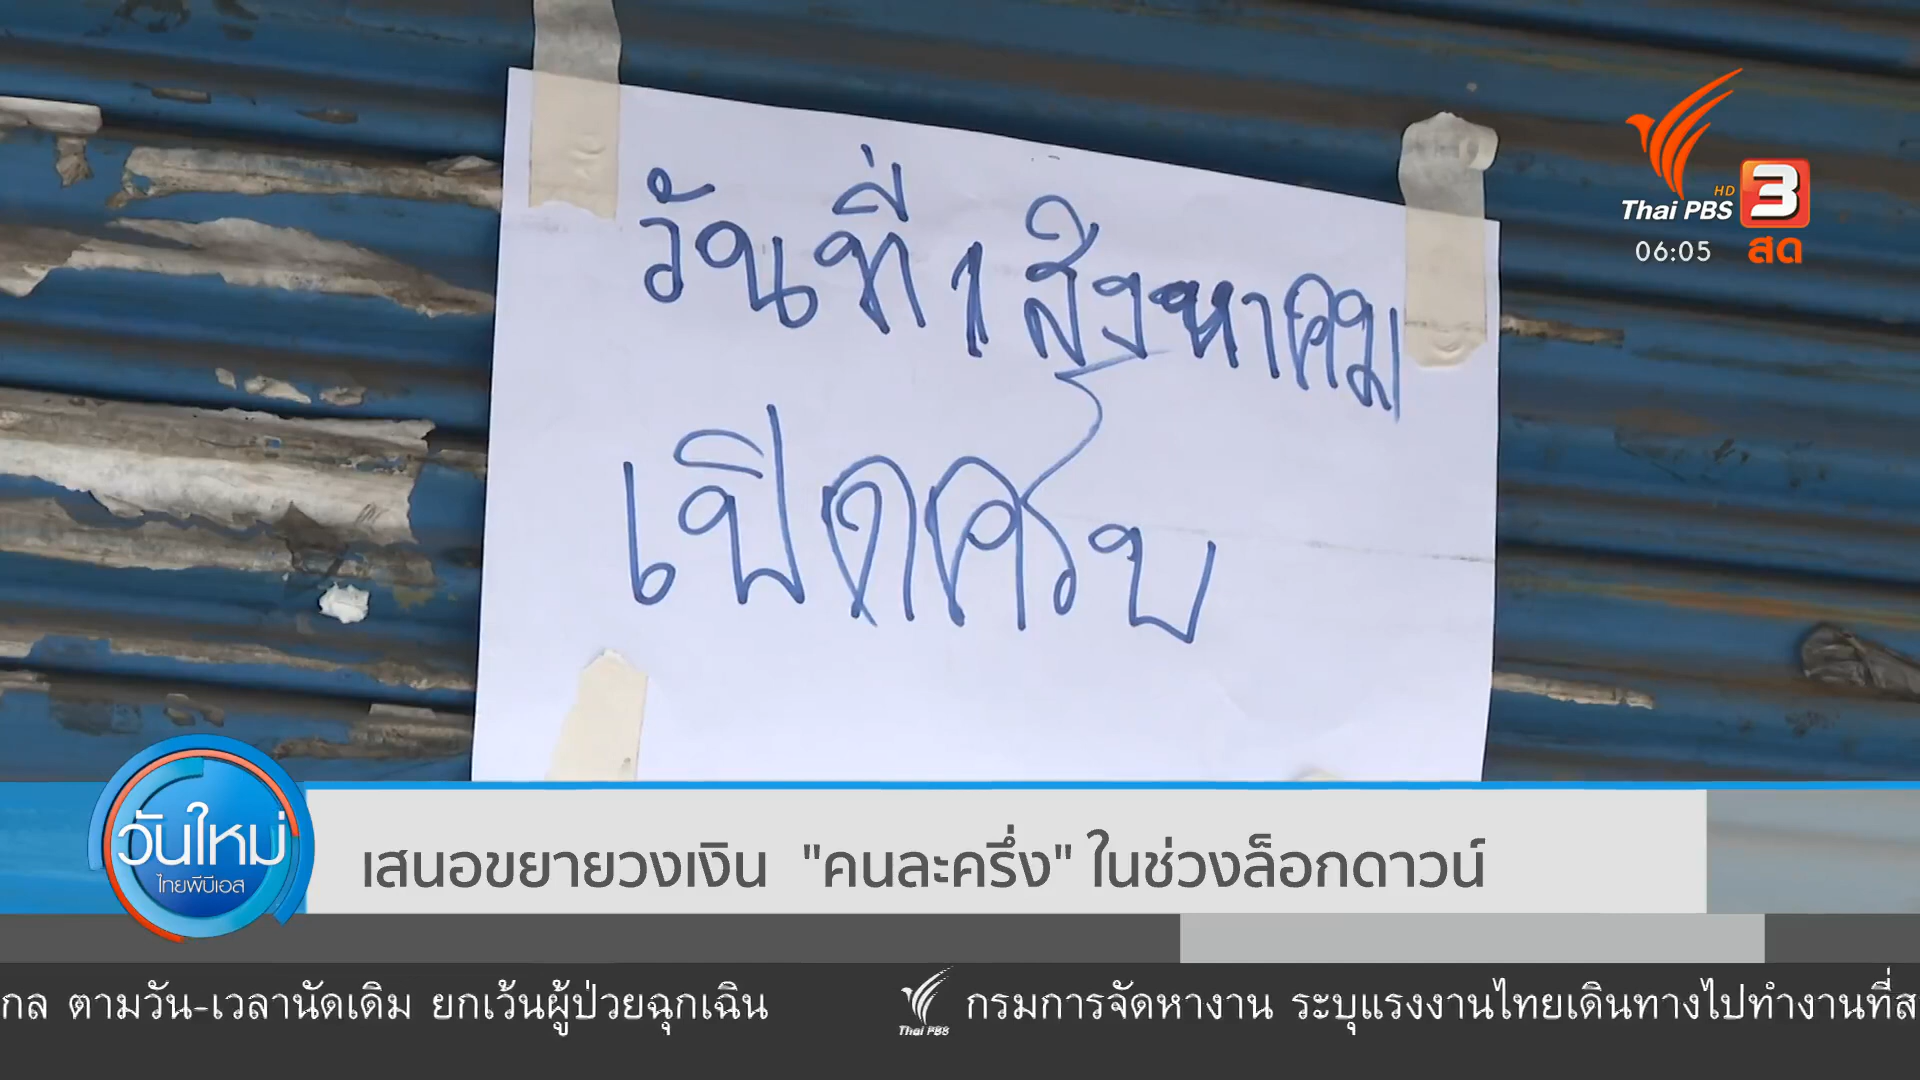 วันที่ 1 สิงหาคม
เปิดครับ
HD
Thai PBS 3
06:05 สด
วันใหม่
ไทยพีบีเอส
เสนอขยายวงเงิน "คนละครึ่ง" ในช่วงล็อกดาวน์
กล ตามวัน-เวลานัดเดิม ยกเว้นผู้ป่วยฉุกเฉิน Thai PBS กรมการจัดหางาน ระบุแรงงานไทยเดินทางไปทำงานที่ส